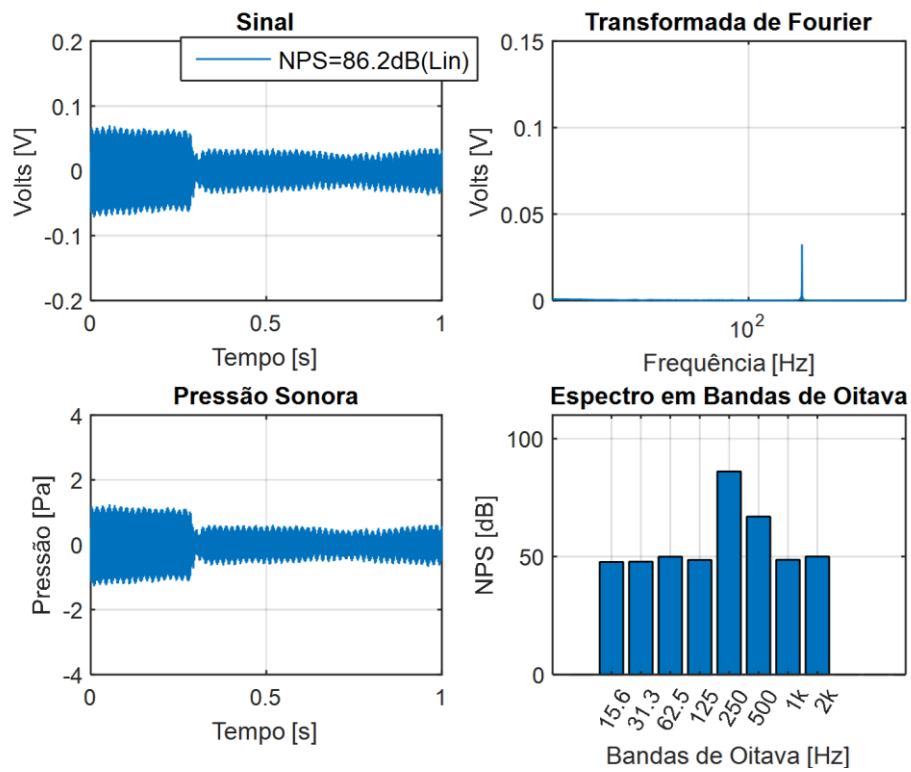 Sinal
NPS=86.2dB(Lin)
0.2
0.1
0
-0.1
-0.2
Volts [V]
0
0.5
1
Tempo [s]
Transformada de Fourier
0.15
0.1
0.05
0
Volts [V]
10^2
Frequência [Hz]
Pressão Sonora
4
2
0
-2
-4
Pressão [Pa]
0
0.5
1
Tempo [s]
Espectro em Bandas de Oitava
100
50
0
NPS [dB]
15.6
31.3
62.5
125
250
500
1k
2k
Bandas de Oitava [Hz]